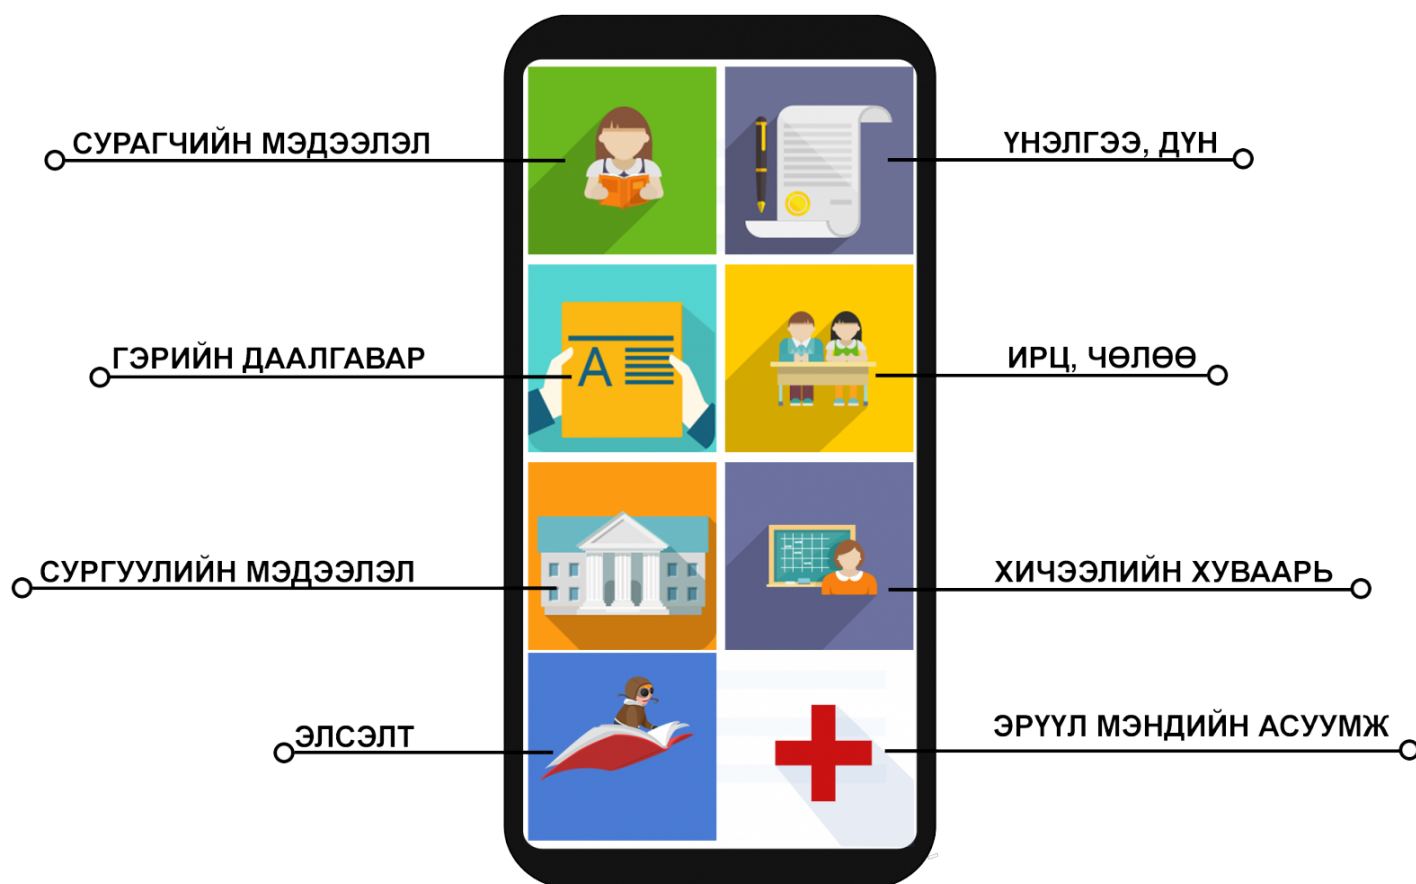 СУРАГЧИЙН МЭДЭЭЛЭЛ
ҮНЭЛГЭЭ, ДҮН
ГЭРИЙН ДААЛГАВАР
A
ИРЦ, ЧӨЛӨӨ
СУРГУУЛИЙН МЭДЭЭЛЭЛ
ХИЧЭЭЛИЙН ХУВААРЬ
ЭЛСЭЛТ
ЭРҮҮЛ МЭНДИЙН АСУУМЖ